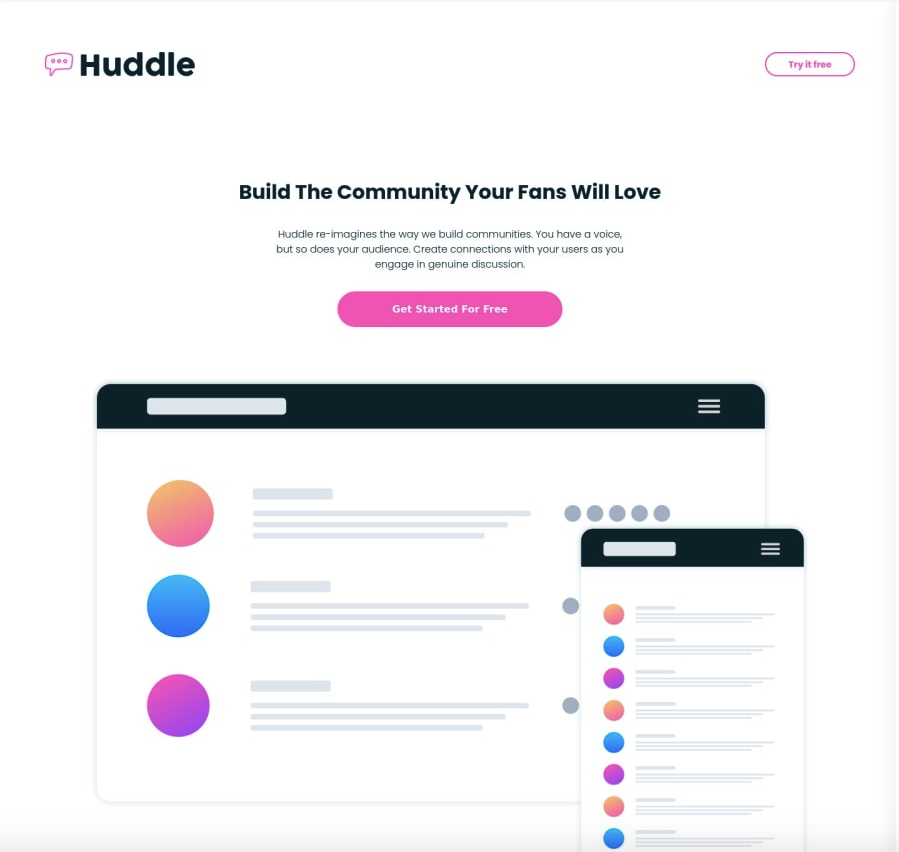 Huddle
Try it free
Build The Community Your Fans Will Love
Huddle re-imagines the way we build communities. You have a voice,
but so does your audience. Create connections with your users as you
engage in genuine discussion.
Get Started For Free